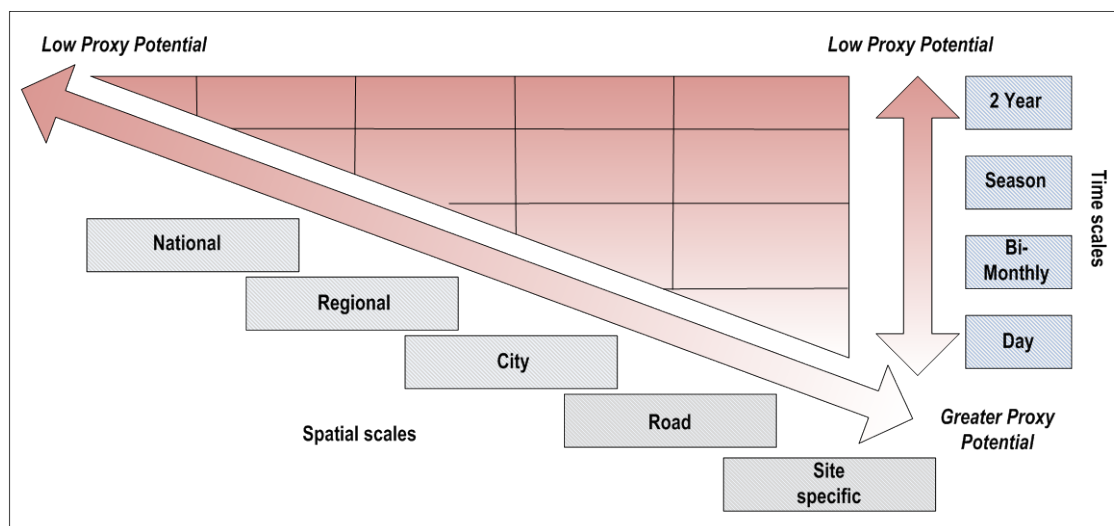 Low Proxy Potential
Low Proxy Potential
2 Year
Season
Time scales
National
Bi-
Monthly
Regional
Day
City
Road
Greater Proxy
Potential
Spatial scales
Site
specific